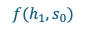 f(h₁, s₀)